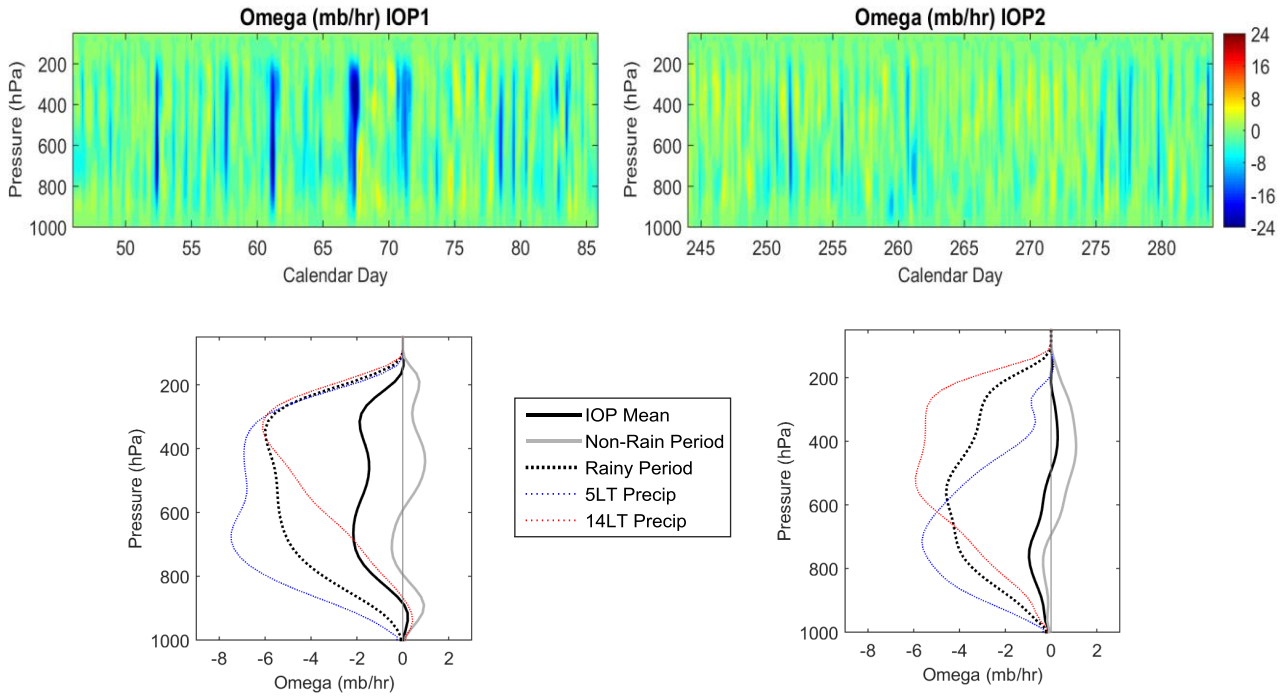 Omega (mb/hr) IOP1
Pressure (hPa)
200
400
600
800
1000
50 55 60 65 70 75 80 85
Calendar Day
Omega (mb/hr) IOP2
Pressure (hPa)
200
400
600
800
1000
245 250 255 260 265 270 275 280
Calendar Day
24
16
8
0
-8
-16
-24
Pressure (hPa)
200
400
600
800
1000
-8 -6 -4 -2 0 2
Omega (mb/hr)
IOP Mean
Non-Rain Period
Rainy Period
5LT Precip
14LT Precip
Pressure (hPa)
200
400
600
800
1000
-8 -6 -4 -2 0 2
Omega (mb/hr)